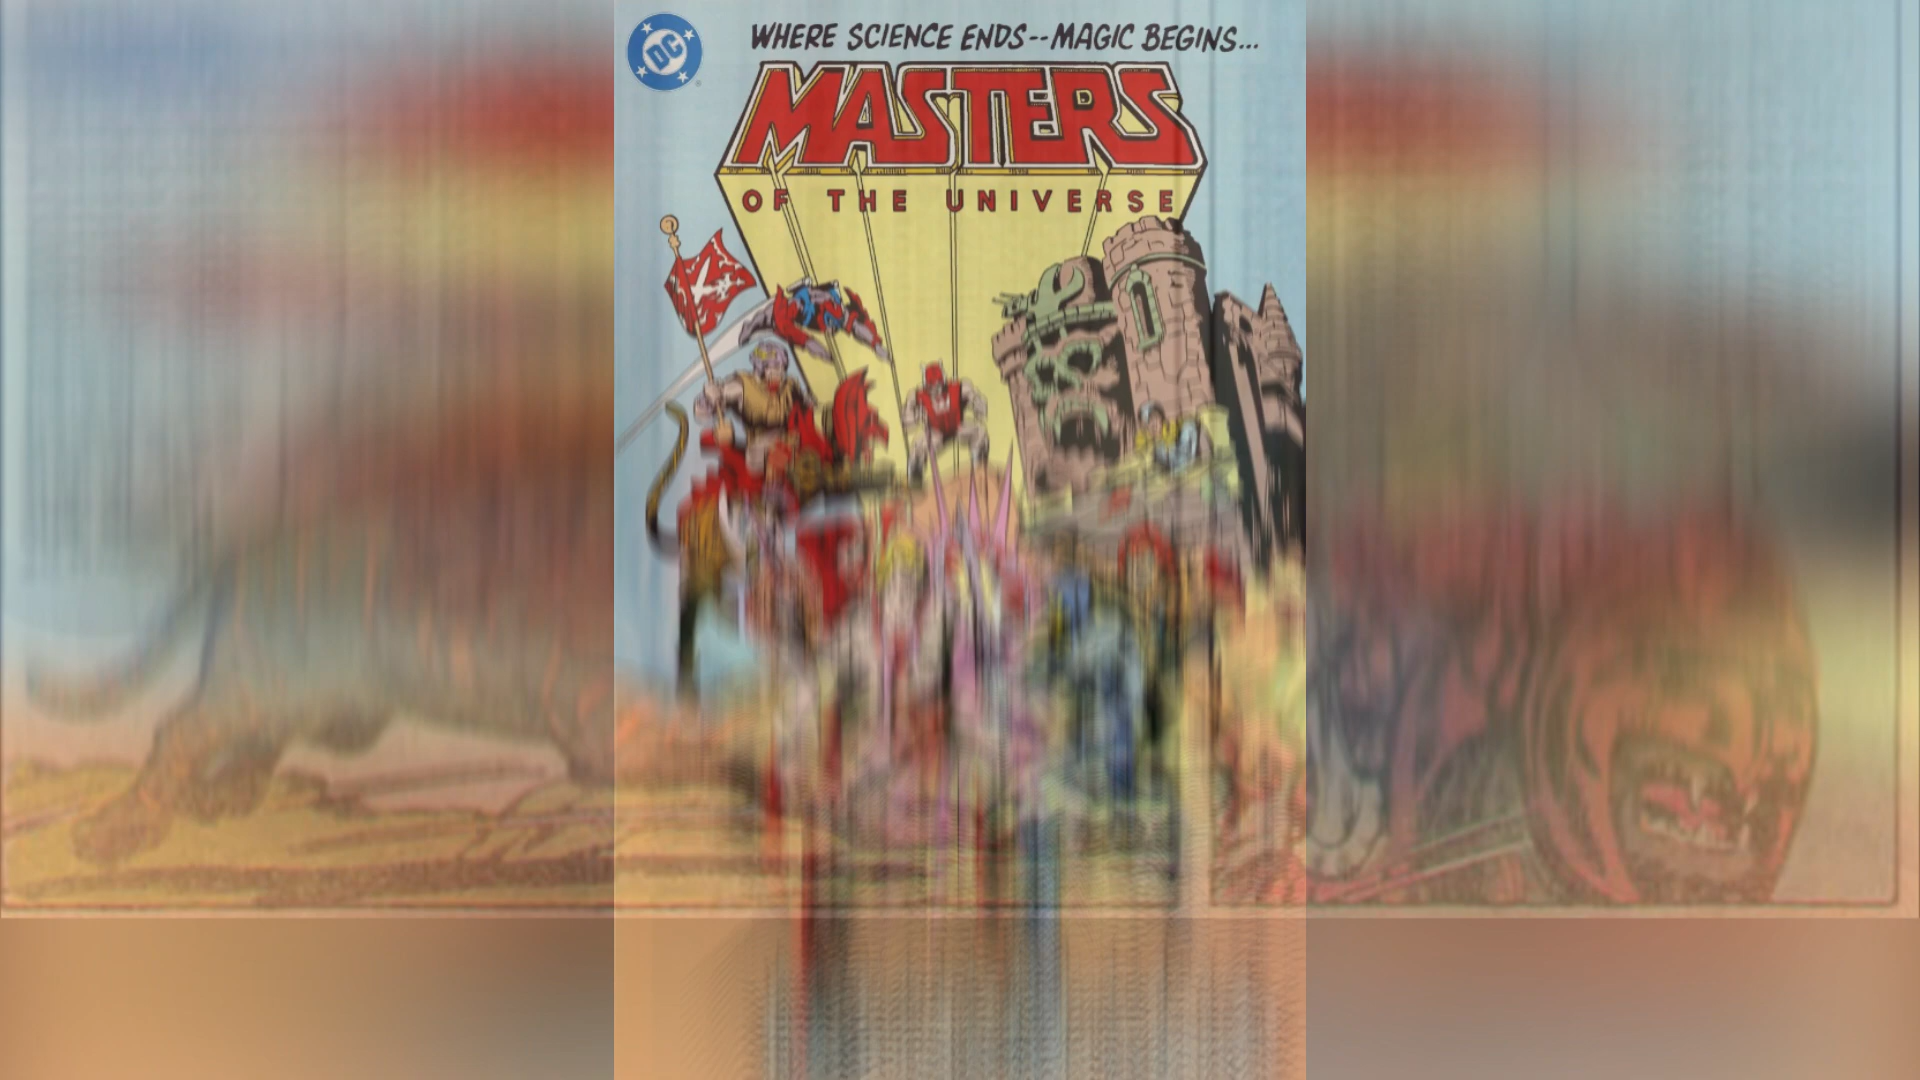 DC
WHERE SCIENCE ENDS--MAGIC BEGINS...
MASTERS
OF THE UNIVERSE